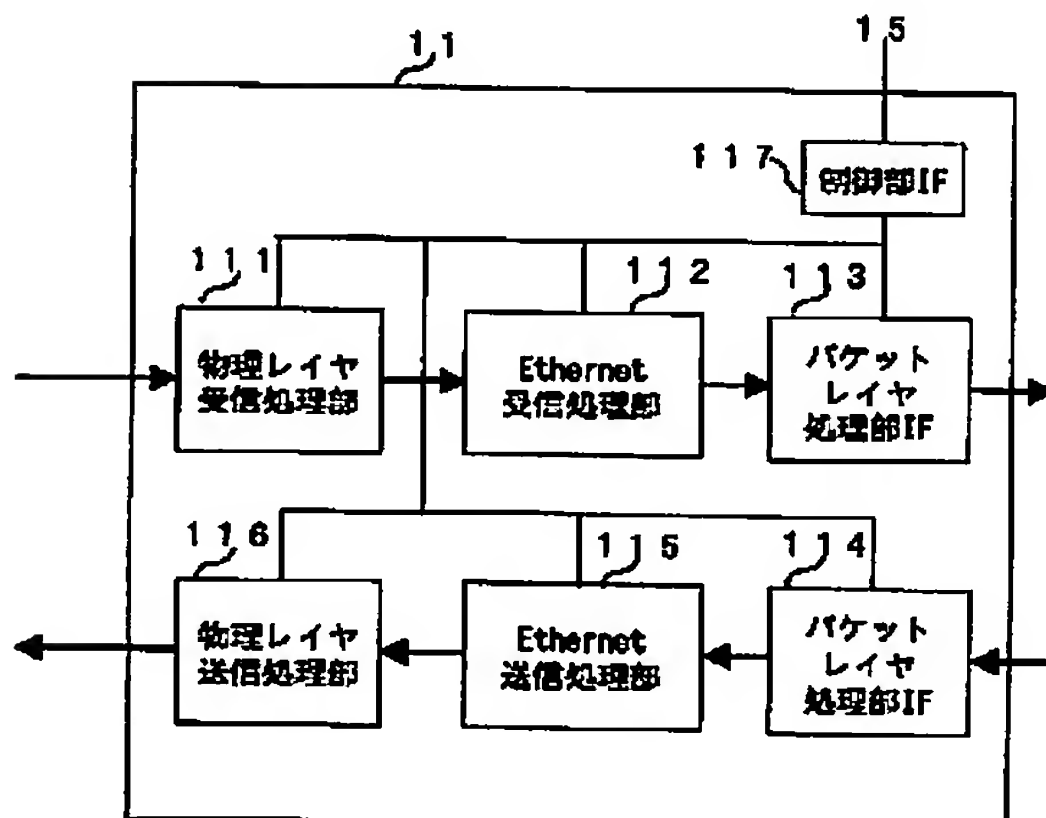 11
15
117
制御部IF
111
112
113
物理レイヤ
受信処理部
Ethernet
受信処理部
パケット
レイヤ
処理部IF
116
115
114
物理レイヤ
送信処理部
Ethernet
送信処理部
パケット
レイヤ
処理部IF